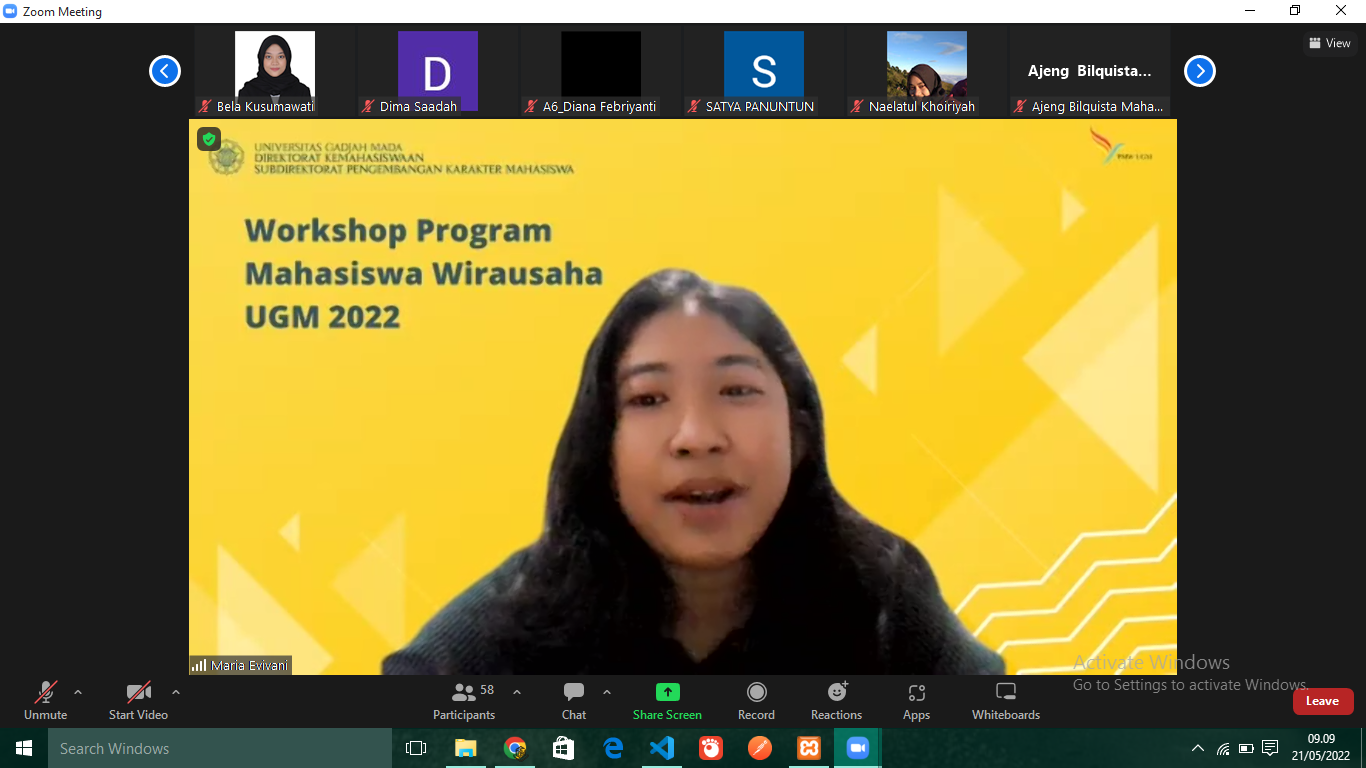 Zoom Meeting
View
D
S
Ajeng Bilquista...
Bela Kusumawati
Dima Saadah
A6_Diana Febriyanti
SATYA PANUNTUN
Naelatul Khoiriyah
Ajeng Bilquista Maha...
UNIVERSITAS GADJAH MADA
DIREKTORAT KEMAHASISWAAN
SUBDIREKTORAT PENGEMBANGAN KARAKTER MAHASISWA
PMW UGM
Workshop Program
Mahasiswa Wirausaha
UGM 2022
Maria Evivani
Activate Windows
Go to Settings to activate Windows.
58
Unmute
Start Video
Participants
Chat
Share Screen
Record
Reactions
Apps
Whiteboards
Leave
Search Windows
09.09
21/05/2022